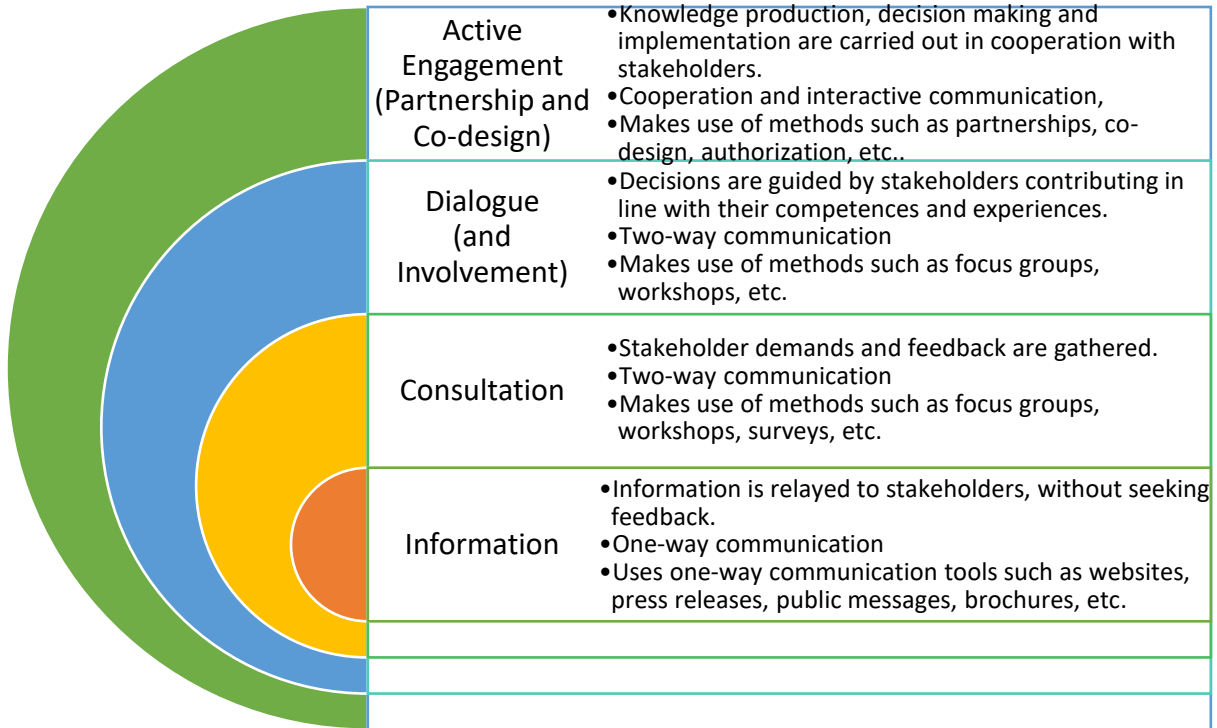 Active
Engagement
(Partnership and
Co-design)
•Knowledge production, decision making and
implementation are carried out in cooperation with
stakeholders.
•Cooperation and interactive communication,
•Makes use of methods such as partnerships, co-
design, authorization, etc..
Dialogue
(and
Involvement)
•Decisions are guided by stakeholders contributing in
line with their competences and experiences.
•Two-way communication
•Makes use of methods such as focus groups,
workshops, etc.
Consultation
•Stakeholder demands and feedback are gathered.
•Two-way communication
•Makes use of methods such as focus groups,
workshops, surveys, etc.
Information
•Information is relayed to stakeholders, without seeking
feedback.
•One-way communication
•Uses one-way communication tools such as websites,
press releases, public messages, brochures, etc.